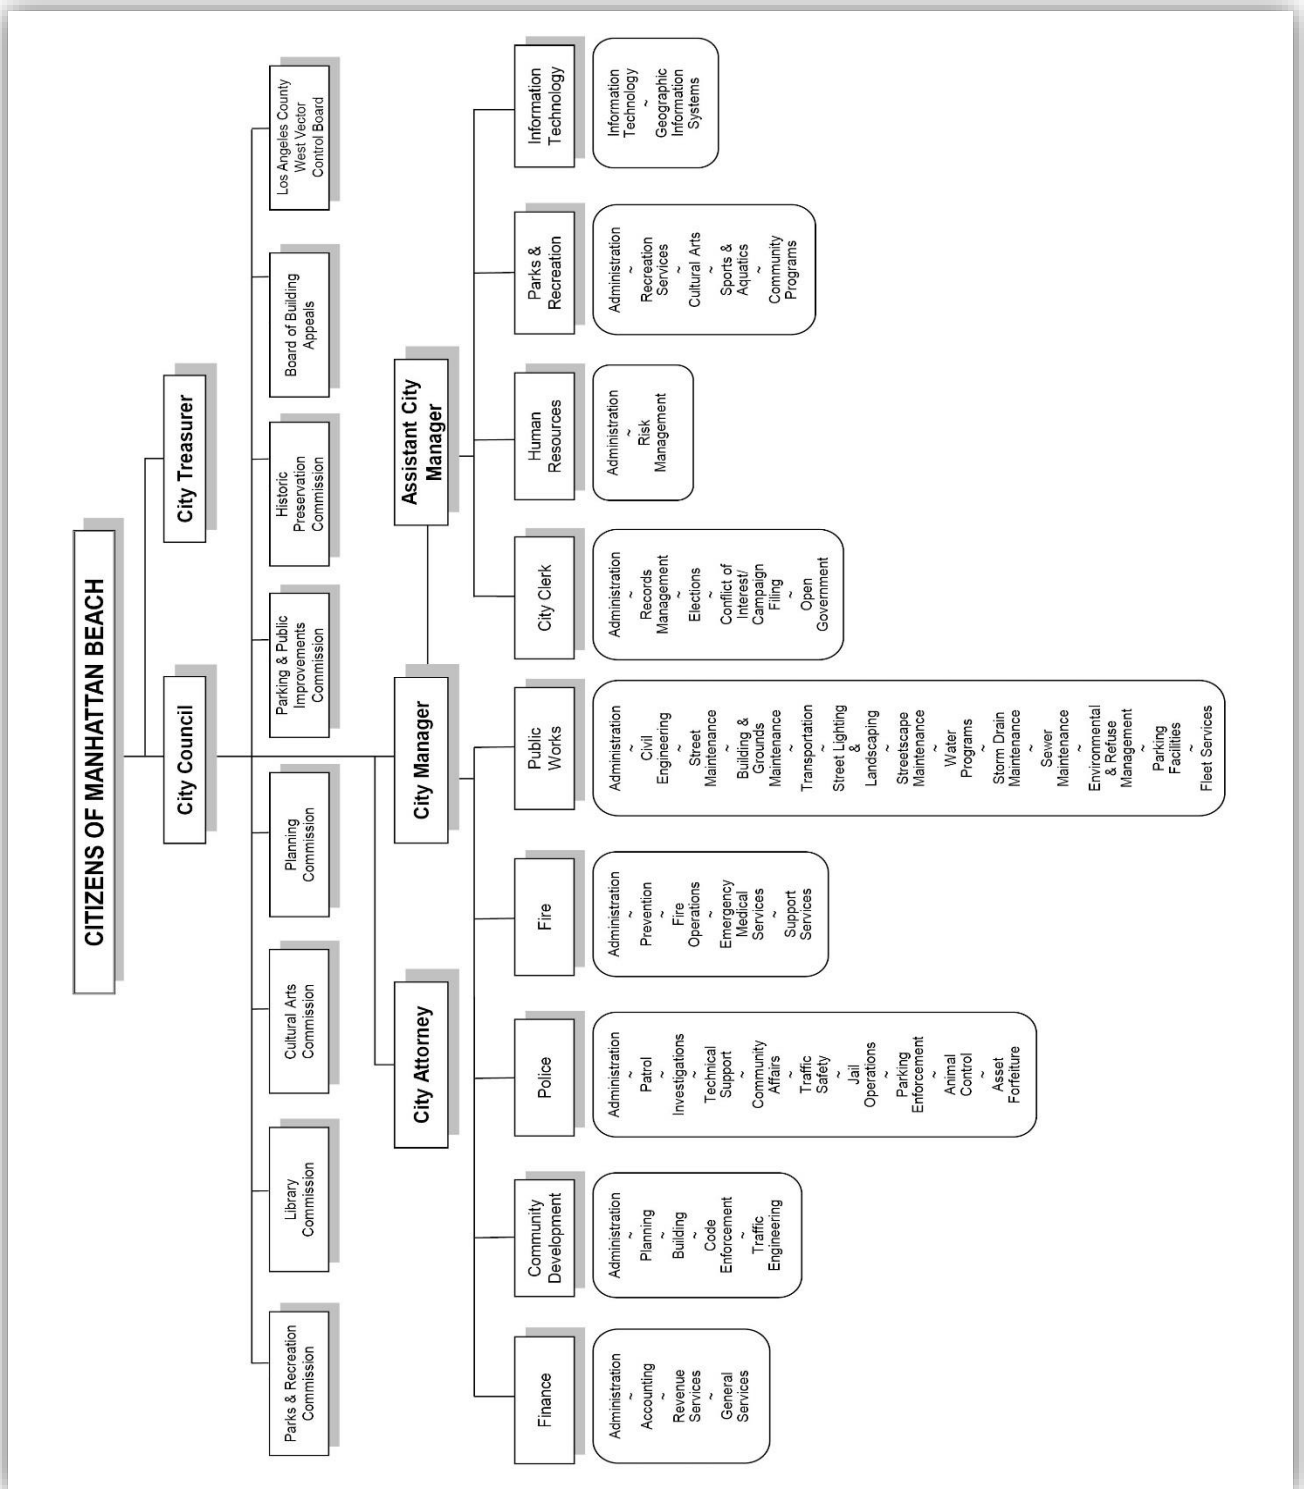 CITIZENS OF MANHATTAN BEACH
City Council
City Treasurer
Parks & Recreation
Commission
Library
Commission
Cultural Arts
Commission
Planning
Commission
Parking & Public
Improvements
Commission
Historic
Preservation
Commission
Board of Building
Appeals
Los Angeles County
West Vector
Control Board
City Attorney
City Manager
Assistant City
Manager
Finance
Administration
~
Accounting
~
Revenue
Services
~
General
Services
Community
Development
Administration
~
Planning
~
Building
~
Code
Enforcement
~
Traffic
Engineering
Police
Administration
~
Patrol
~
Investigations
~
Technical
Support
~
Community
Affairs
~
Traffic
Safety
~
Jail
Operations
~
Parking
Enforcement
~
Animal
Control
~
Asset
Forfeiture
Fire
Administration
~
Prevention
~
Fire
Operations
~
Emergency
Medical
Services
~
Support
Services
Public
Works
Administration
~
Civil
Engineering
~
Street
Maintenance
~
Building &
Grounds
Maintenance
~
Transportation
~
Street Lighting
&
Landscaping
~
Streetscape
Maintenance
~
Water
Programs
~
Storm Drain
Maintenance
~
Sewer
Maintenance
~
Environmental
& Refuse
Management
~
Parking
Facilities
~
Fleet Services
City Clerk
Administration
~
Records
Management
~
Elections
~
Conflict of
Interest/
Campaign
Filing
~
Open
Government
Human
Resources
Administration
~
Risk
Management
Parks &
Recreation
Administration
~
Recreation
Services
~
Cultural Arts
~
Sports &
Aquatics
~
Community
Programs
Information
Technology
Information
Technology
~
Geographic
Information
Systems